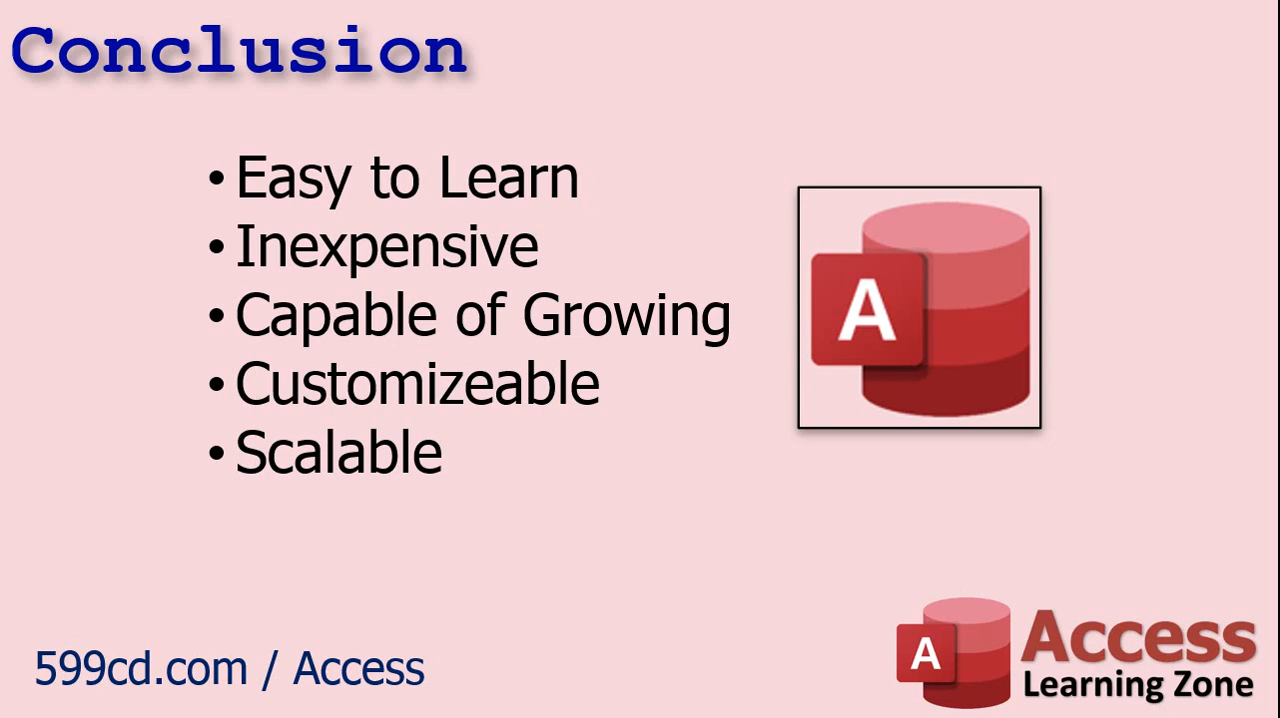 Conclusion
• Easy to Learn
• Inexpensive
• Capable of Growing
• Customizeable
• Scalable
A
599cd.com / Access
A
Access
Learning Zone